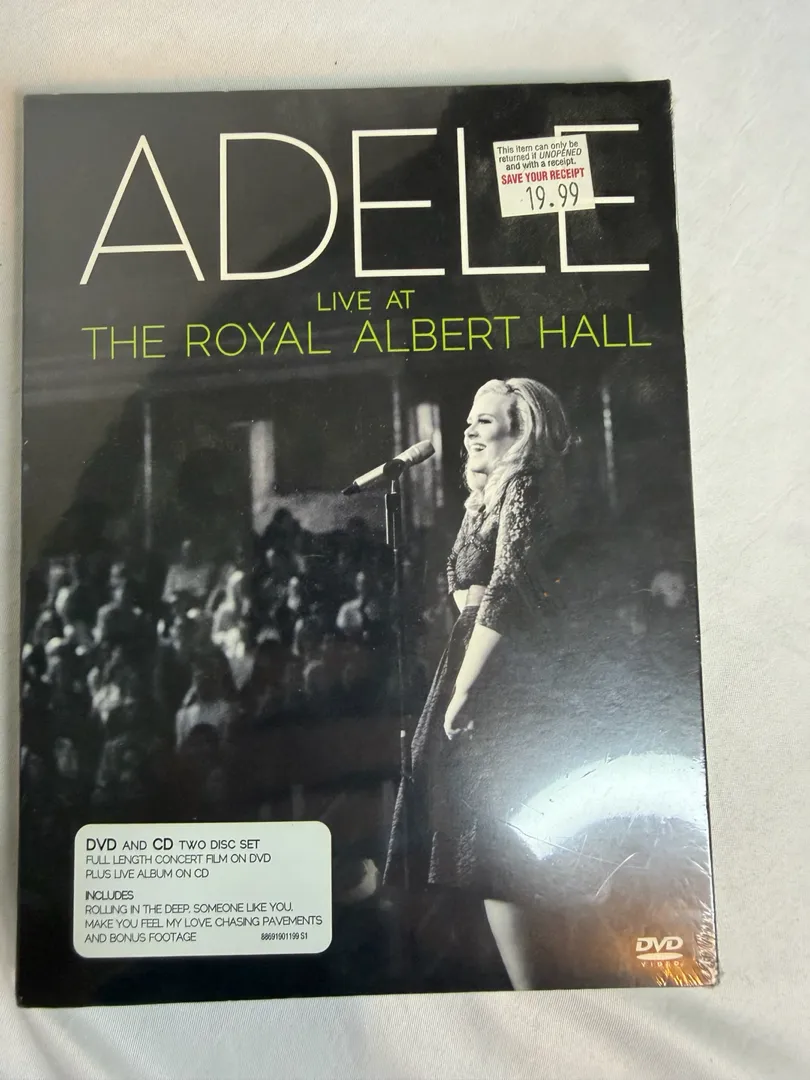 ADELE
This item can only be
returned if UNOPENED
and with a receipt.
SAVE YOUR RECEIPT
19.99
LIVE AT
THE ROYAL ALBERT HALL
DVD AND CD TWO DISC SET
FULL LENGTH CONCERT FILM ON DVD
PLUS LIVE ALBUM ON CD
INCLUDES
ROLLING IN THE DEEP, SOMEONE LIKE YOU,
MAKE YOU FEEL MY LOVE, CHASING PAVEMENTS
AND BONUS FOOTAGE 88691901199 S1
DVD
VIDEO